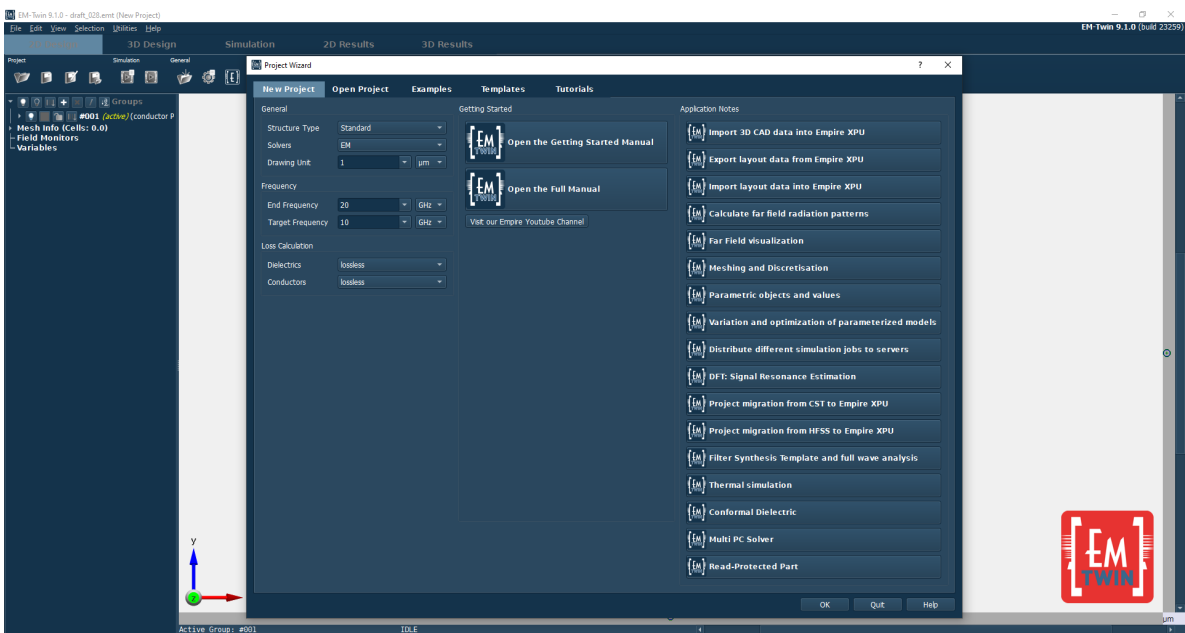 EM-Twin 9.1.0 - draft_028.emt (New Project)
File Edit View Selection Utilities Help
EM-Twin 9.1.0 (build 23259)
3D Design Simulation 2D Results 3D Results
Project Simulation General
Project Wizard
New Project Open Project Examples Templates Tutorials
Groups
#001 (active) (conductor P
Mesh Info (Cells: 0.0)
Field Monitors
Variables
General
Structure Type Standard
Solvers EM
Drawing Unit 1 µm
Frequency
End Frequency 20 GHz
Target Frequency 10 GHz
Loss Calculation
Dielectrics lossless
Conductors lossless
Getting Started
EM TWIN Open the Getting Started Manual
EM TWIN Open the Full Manual
Visit our Empire Youtube Channel
Application Notes
Import 3D CAD data into Empire XPU
Export layout data from Empire XPU
Import layout data into Empire XPU
Calculate far field radiation patterns
Far Field visualization
Meshing and Discretisation
Parametric objects and values
Variation and optimization of parameterized models
Distribute different simulation jobs to servers
DFT: Signal Resonance Estimation
Project migration from CST to Empire XPU
Project migration from HFSS to Empire XPU
Filter Synthesis Template and full wave analysis
Thermal simulation
Conformal Dielectric
Multi PC Solver
Read-Protected Part
OK Quit Help
y
z
EM
TWIN
µm
Active Group: #001 IDLE